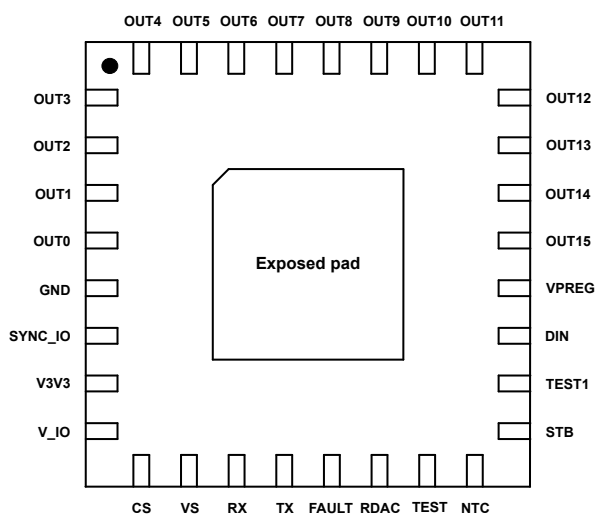 OUT4 OUT5 OUT6 OUT7 OUT8 OUT9 OUT10 OUT11
OUT3 OUT12
OUT2 OUT13
OUT1 OUT14
OUT0 OUT15
Exposed pad
GND VPREG
SYNC_IO DIN
V3V3 TEST1
V_IO STB
CS VS RX TX FAULT RDAC TEST NTC